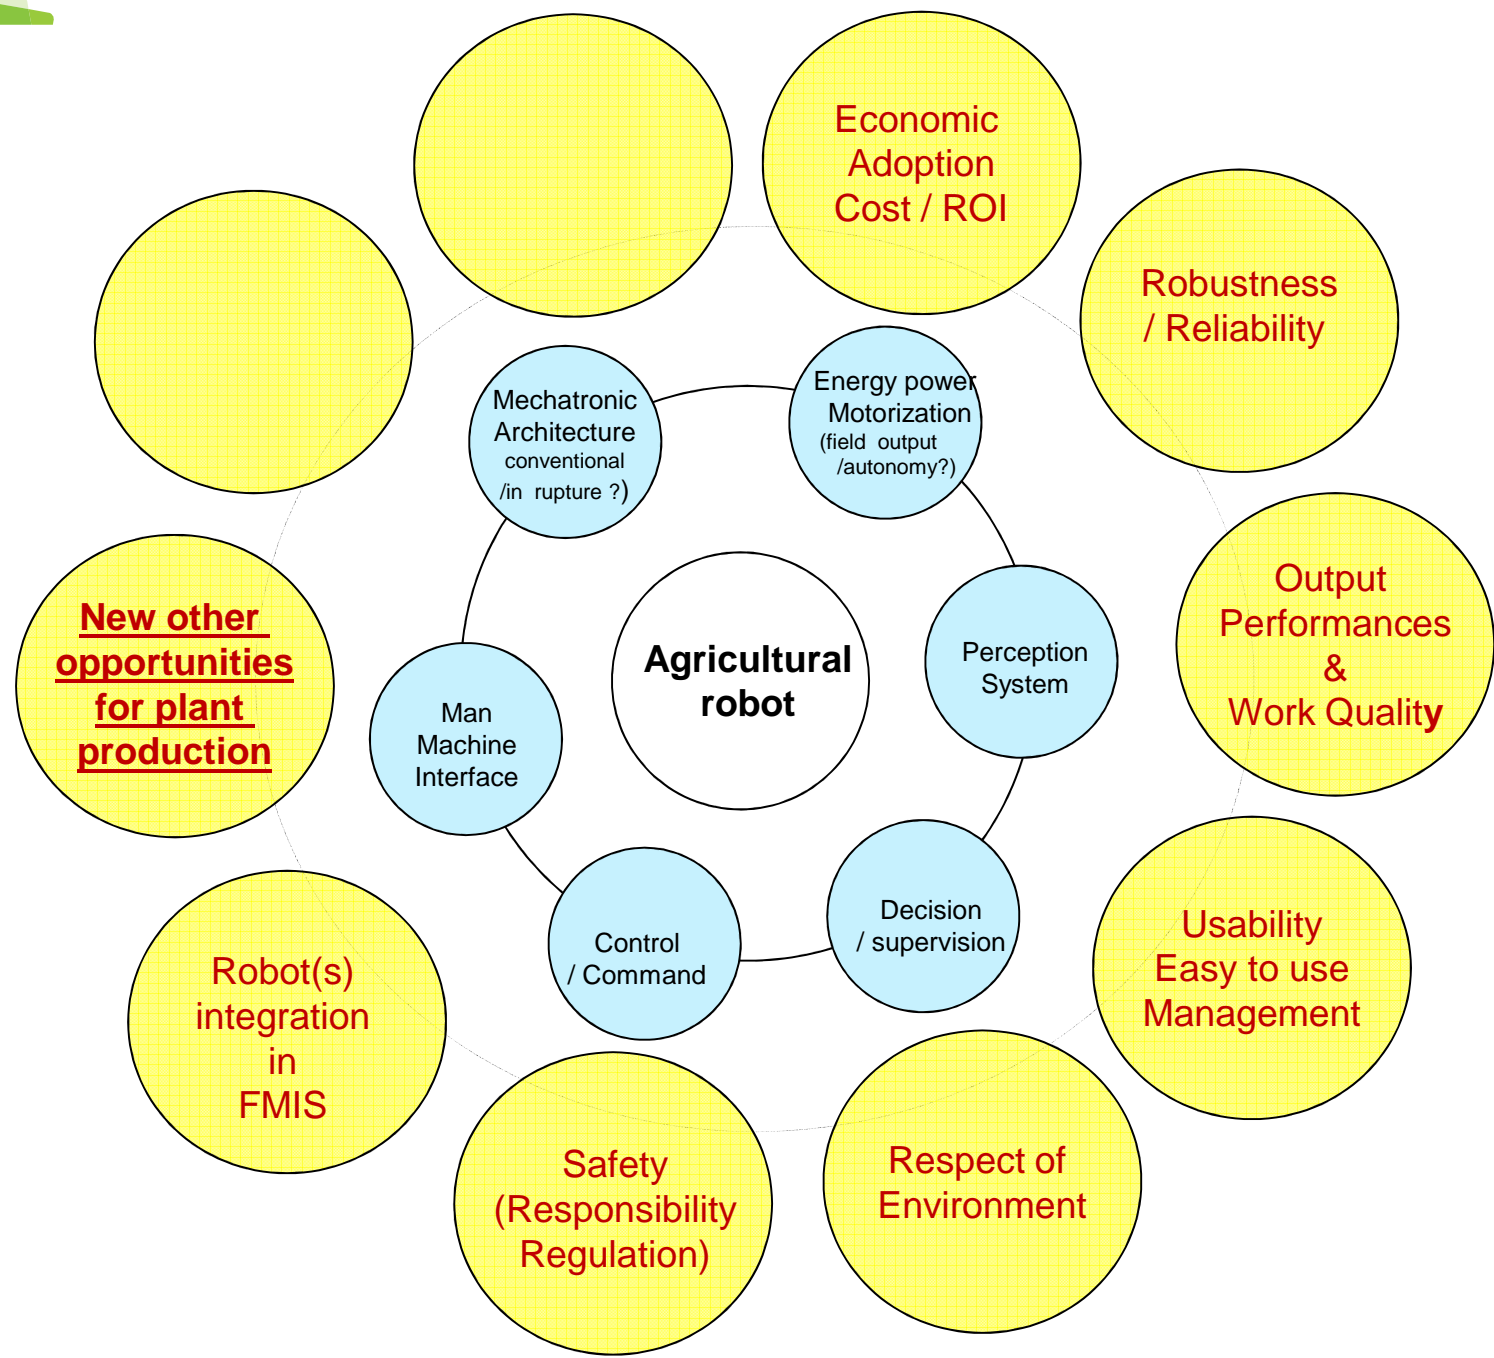 Economic
Adoption
Cost / ROI
Robustness
/ Reliability
Output
Performances
&
Work Quality
Usability
Easy to use
Management
Respect of
Environment
Safety
(Responsibility
Regulation)
Robot(s)
integration
in
FMIS
New other
opportunities
for plant
production
Mechatronic
Architecture
conventional
/in rupture ?)
Energy power
Motorization
(field output
/autonomy?)
Perception
System
Decision
/ supervision
Control
/ Command
Man
Machine
Interface
Agricultural
robot